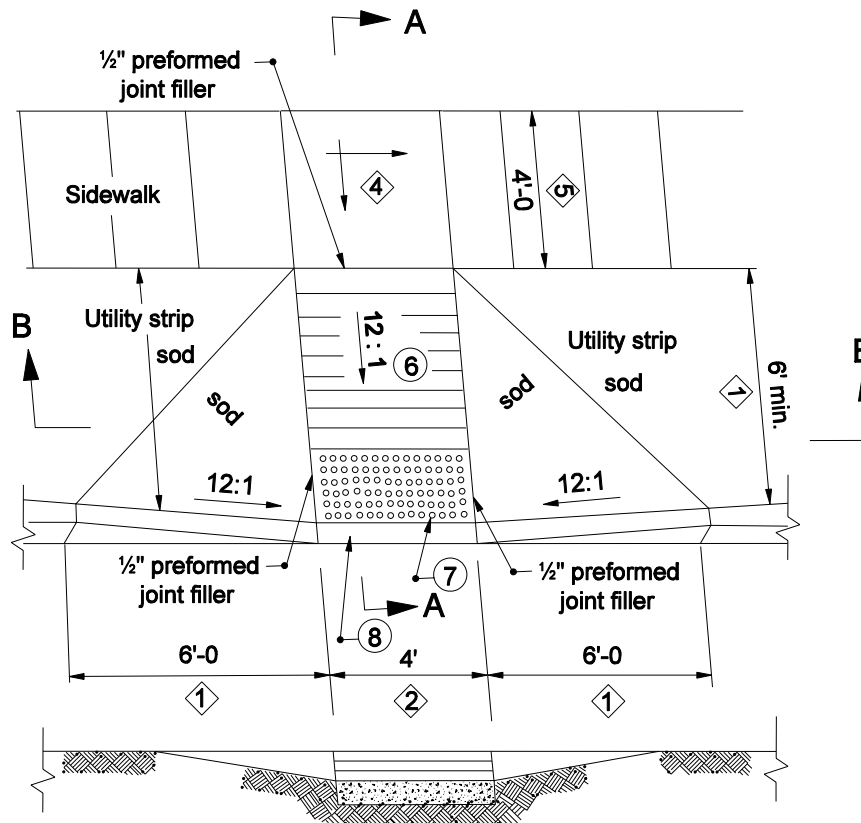 A
½" preformed
joint filler
Sidewalk
4
4'-0
5
B
Utility strip
sod
sod
12:1
6
sod
Utility strip
sod
1
6' min.
12:1
12:1
½" preformed
joint filler
7
½" preformed
joint filler
A
8
6'-0
4'
6'-0
1
2
1